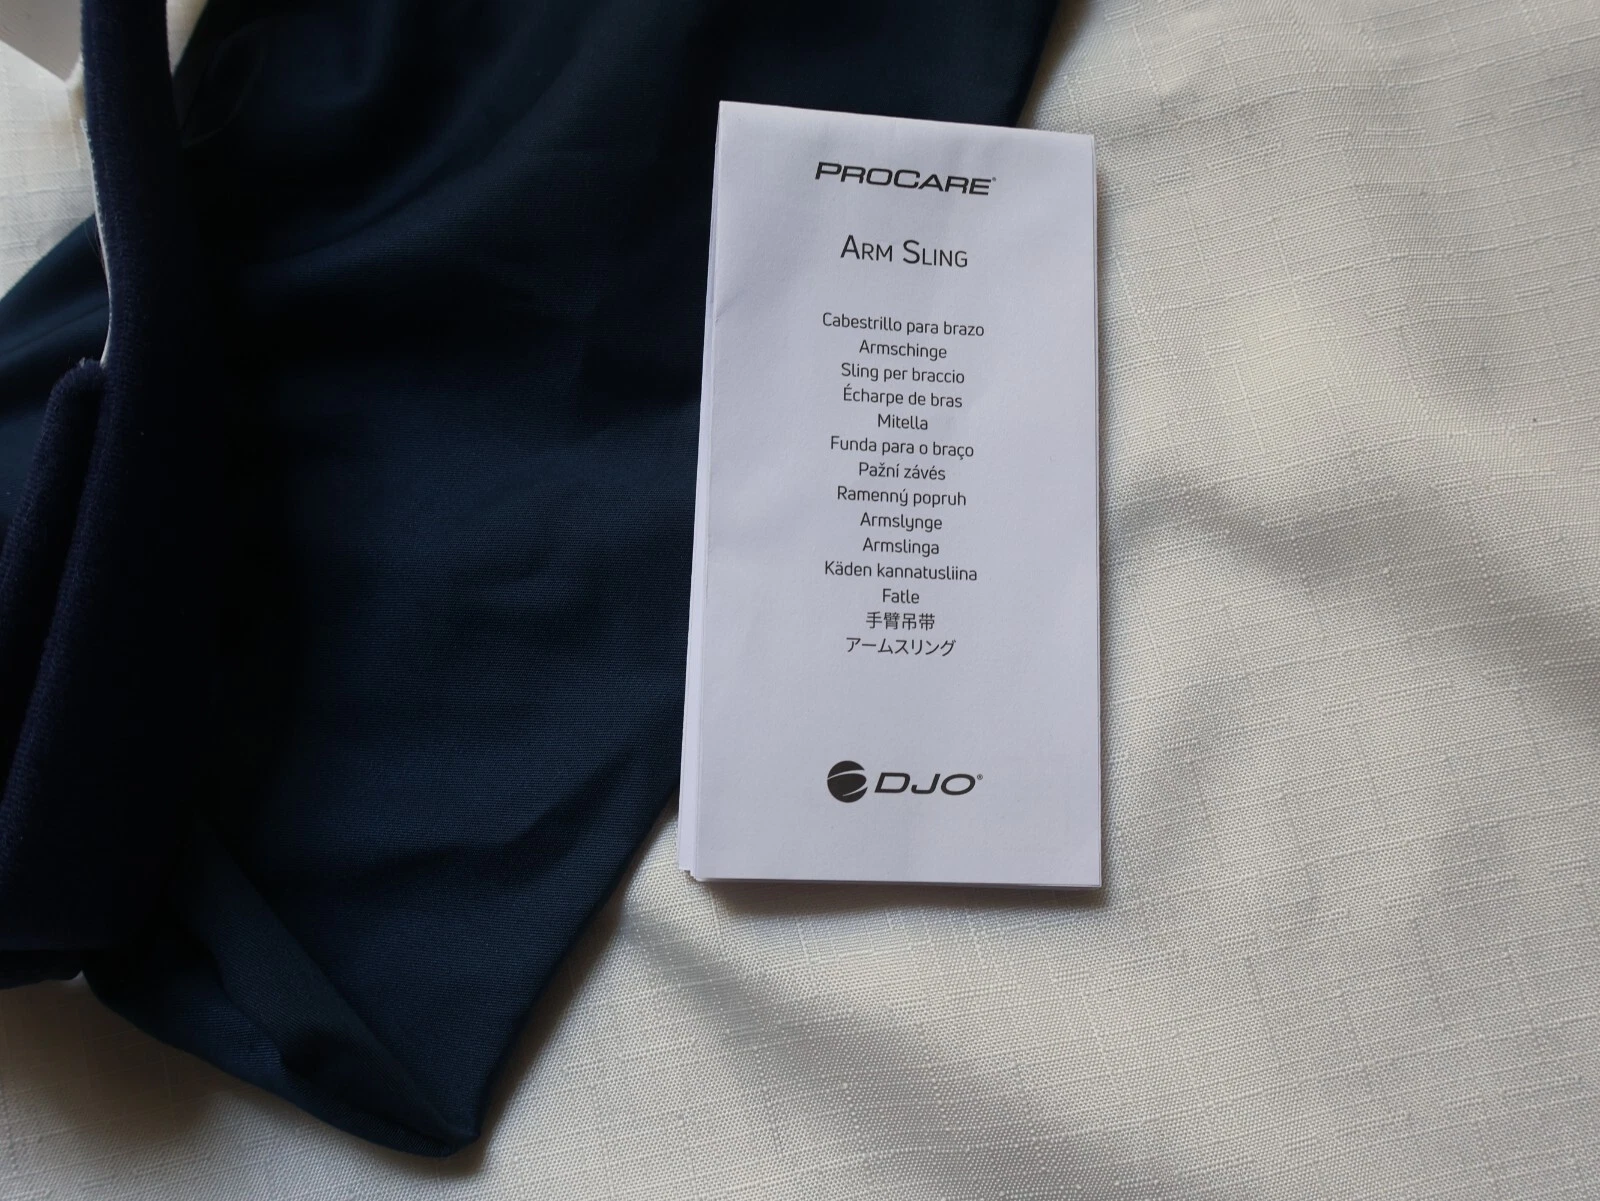 PROCARE®
ARM SLING
Cabestrillo para brazo
Armschinge
Sling per braccio
Écharpe de bras
Mitella
Funda para o braço
Pažní závés
Ramenný popruh
Armslynge
Armslinga
Käden kannatusliina
Fatle
手臂吊带
アームスリング
DJO®